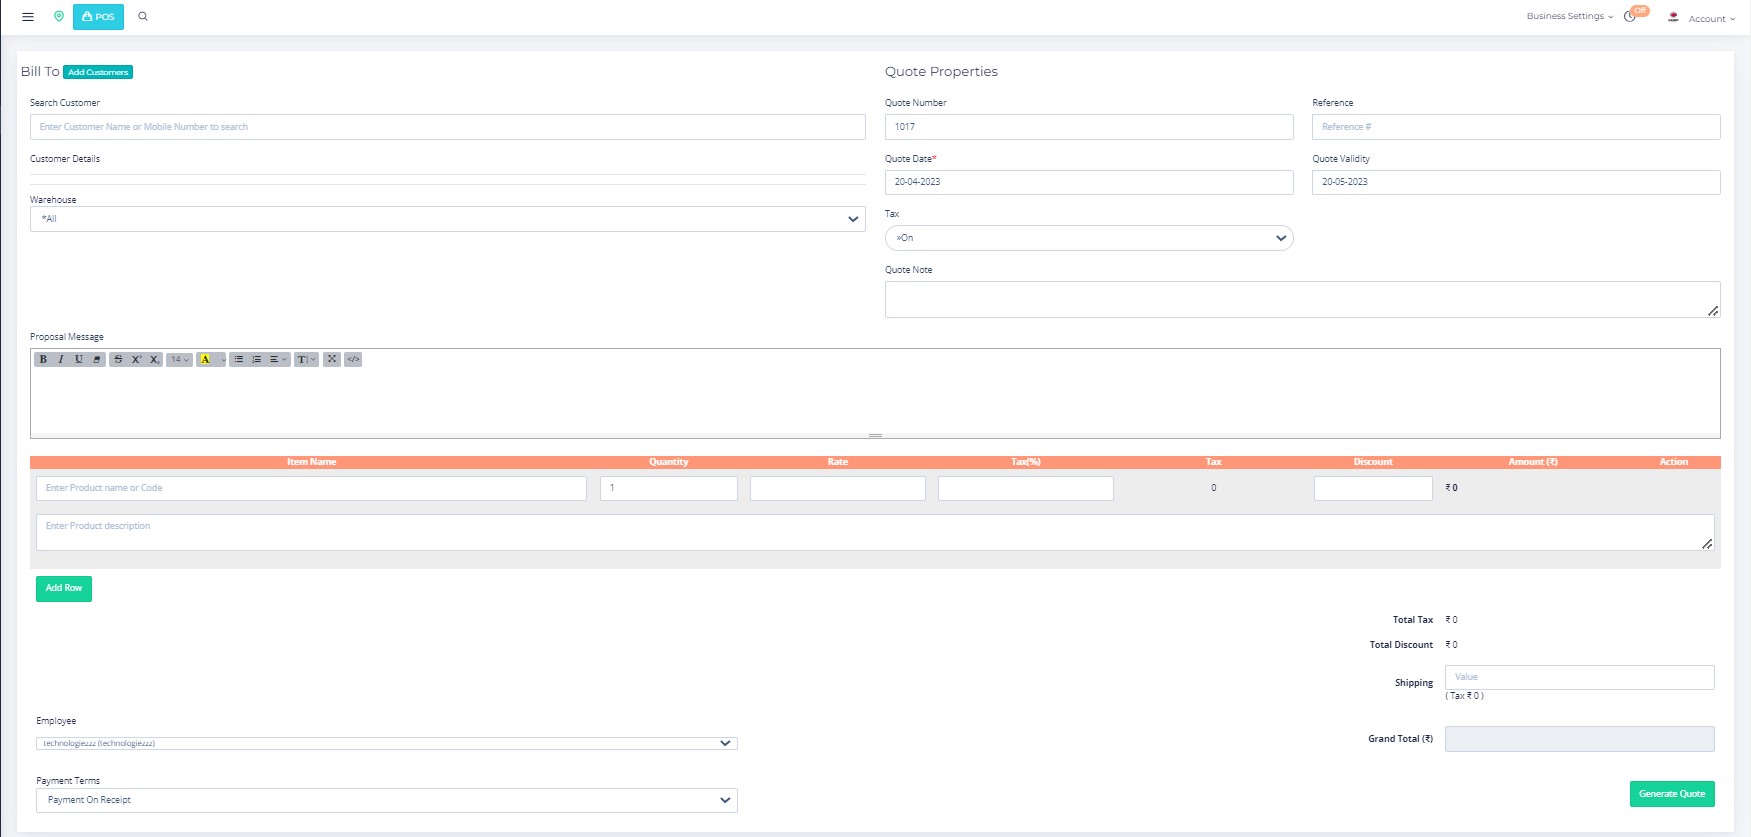 POS
Business Settings
Off
Account
Bill To Add Customers
Search Customer
Enter Customer Name or Mobile Number to search
Customer Details
Warehouse
*All
Quote Properties
Quote Number
1017
Reference
Reference #
Quote Date*
20-04-2023
Quote Validity
20-05-2023
Tax
»On
Quote Note
Proposal Message
B I U S X¹ X, 14 A T| </>
Item Name Quantity Rate Tax(%) Tax Discount Amount (₹) Action
Enter Product name or Code 1 0 ₹ 0
Enter Product description
Add Row
Total Tax ₹ 0
Total Discount ₹ 0
Shipping Value
( Tax ₹ 0 )
Employee
technologiezzz (technologiezzz)
Grand Total (₹)
Payment Terms
Payment On Receipt
Generate Quote